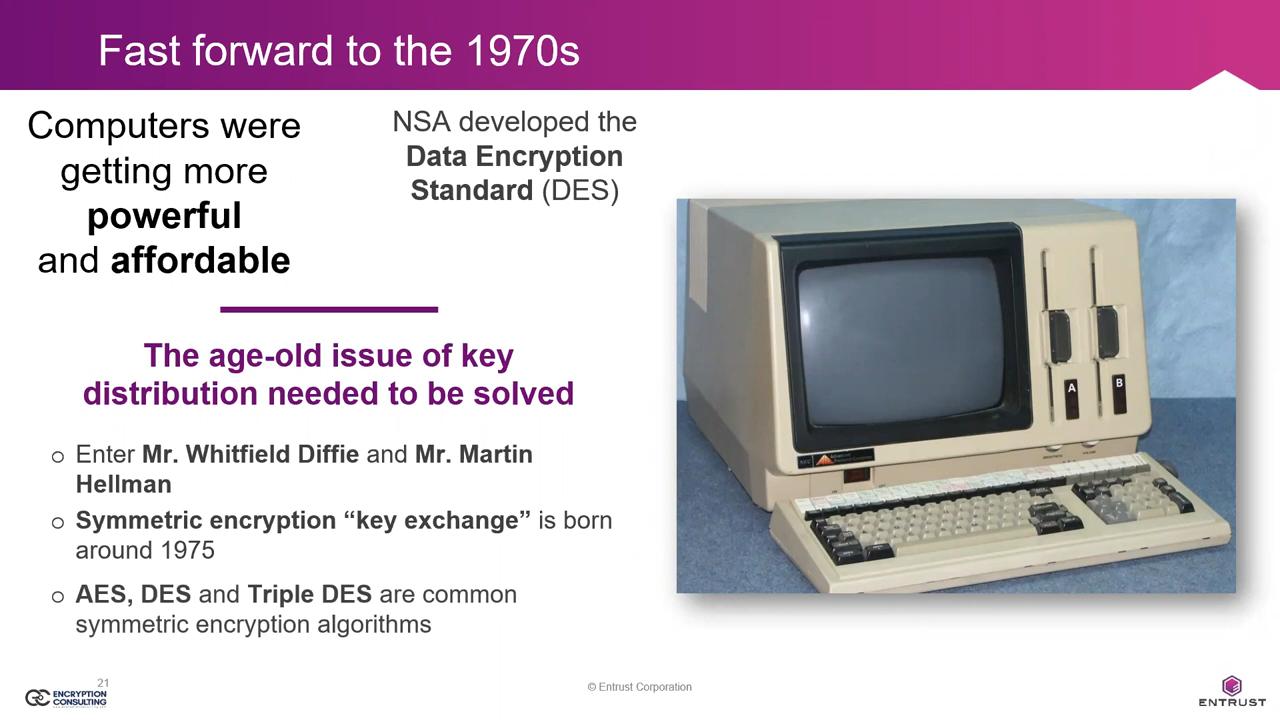 Fast forward to the 1970s
Computers were
getting more
powerful
and affordable
NSA developed the
Data Encryption
Standard (DES)
The age-old issue of key
distribution needed to be solved
o Enter Mr. Whitfield Diffie and Mr. Martin
Hellman
o Symmetric encryption “key exchange” is born
around 1975
o AES, DES and Triple DES are common
symmetric encryption algorithms
A
B
NEC
21
ENCRYPTION
CONSULTING
© Entrust Corporation
ENTRUST